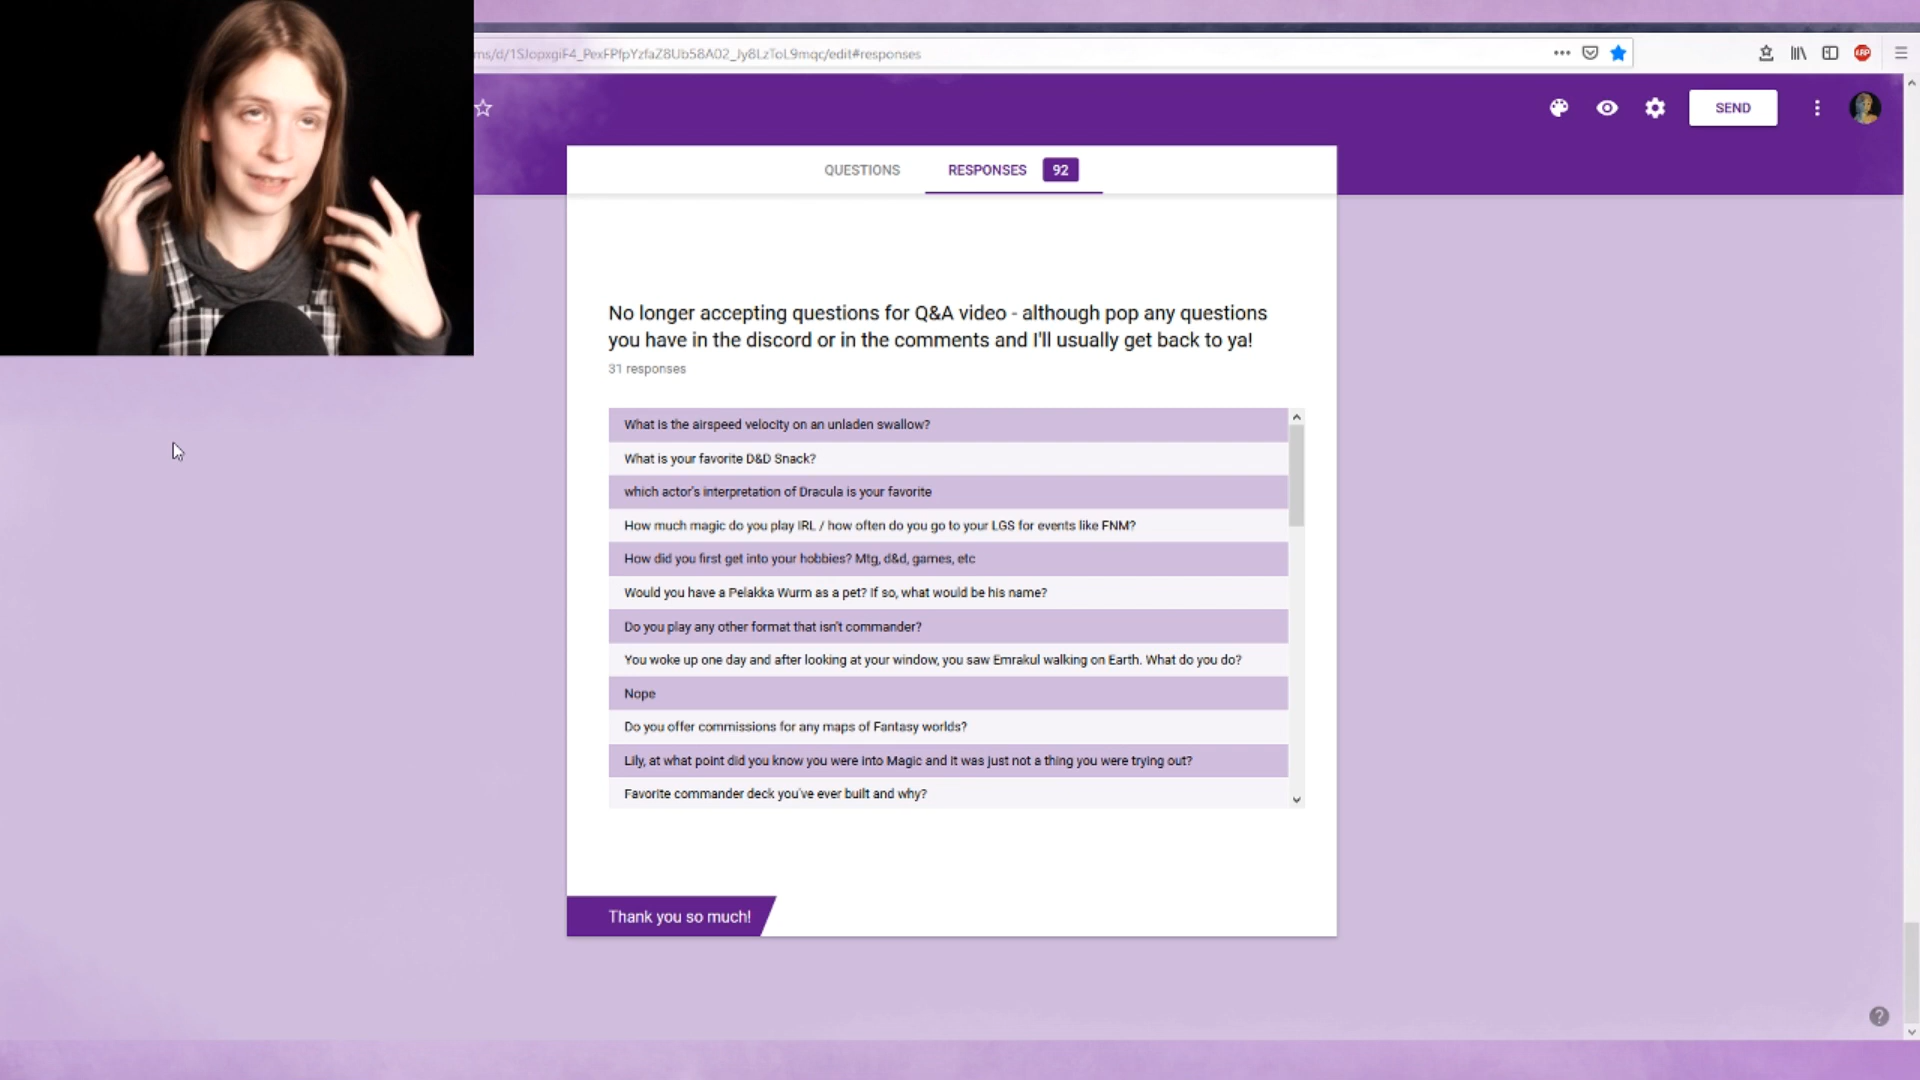 ms/d/1SJopxgiF4_PexFPfpYzfaZ8Ub58A02_Jy8LzToL9mqc/edit#responses
SEND
QUESTIONS
RESPONSES 92
No longer accepting questions for Q&A video - although pop any questions
you have in the discord or in the comments and I'll usually get back to ya!
31 responses
What is the airspeed velocity on an unladen swallow?
What is your favorite D&D Snack?
which actor's interpretation of Dracula is your favorite
How much magic do you play IRL / how often do you go to your LGS for events like FNM?
How did you first get into your hobbies? Mtg, d&d, games, etc
Would you have a Pelakka Wurm as a pet? If so, what would be his name?
Do you play any other format that isn't commander?
You woke up one day and after looking at your window, you saw Emrakul walking on Earth. What do you do?
Nope
Do you offer commissions for any maps of Fantasy worlds?
Lily, at what point did you know you were into Magic and it was just not a thing you were trying out?
Favorite commander deck you've ever built and why?
Thank you so much!